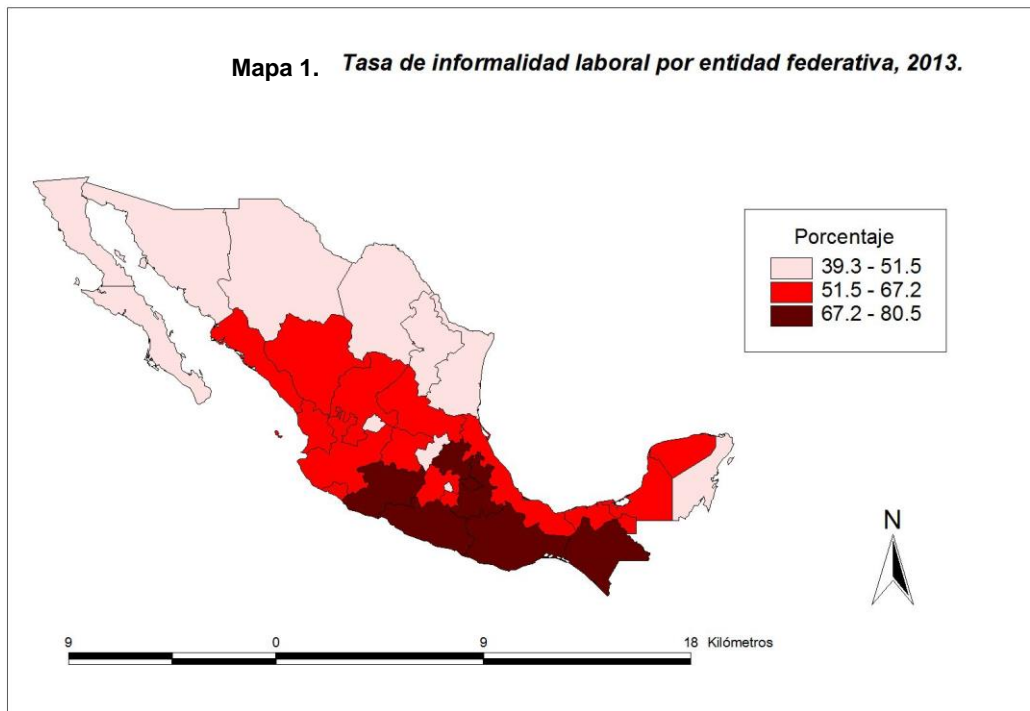 Mapa 1. Tasa de informalidad laboral por entidad federativa, 2013.
Porcentaje
39.3 - 51.5
51.5 - 67.2
67.2 - 80.5
N
9 0 9 18 Kilómetros